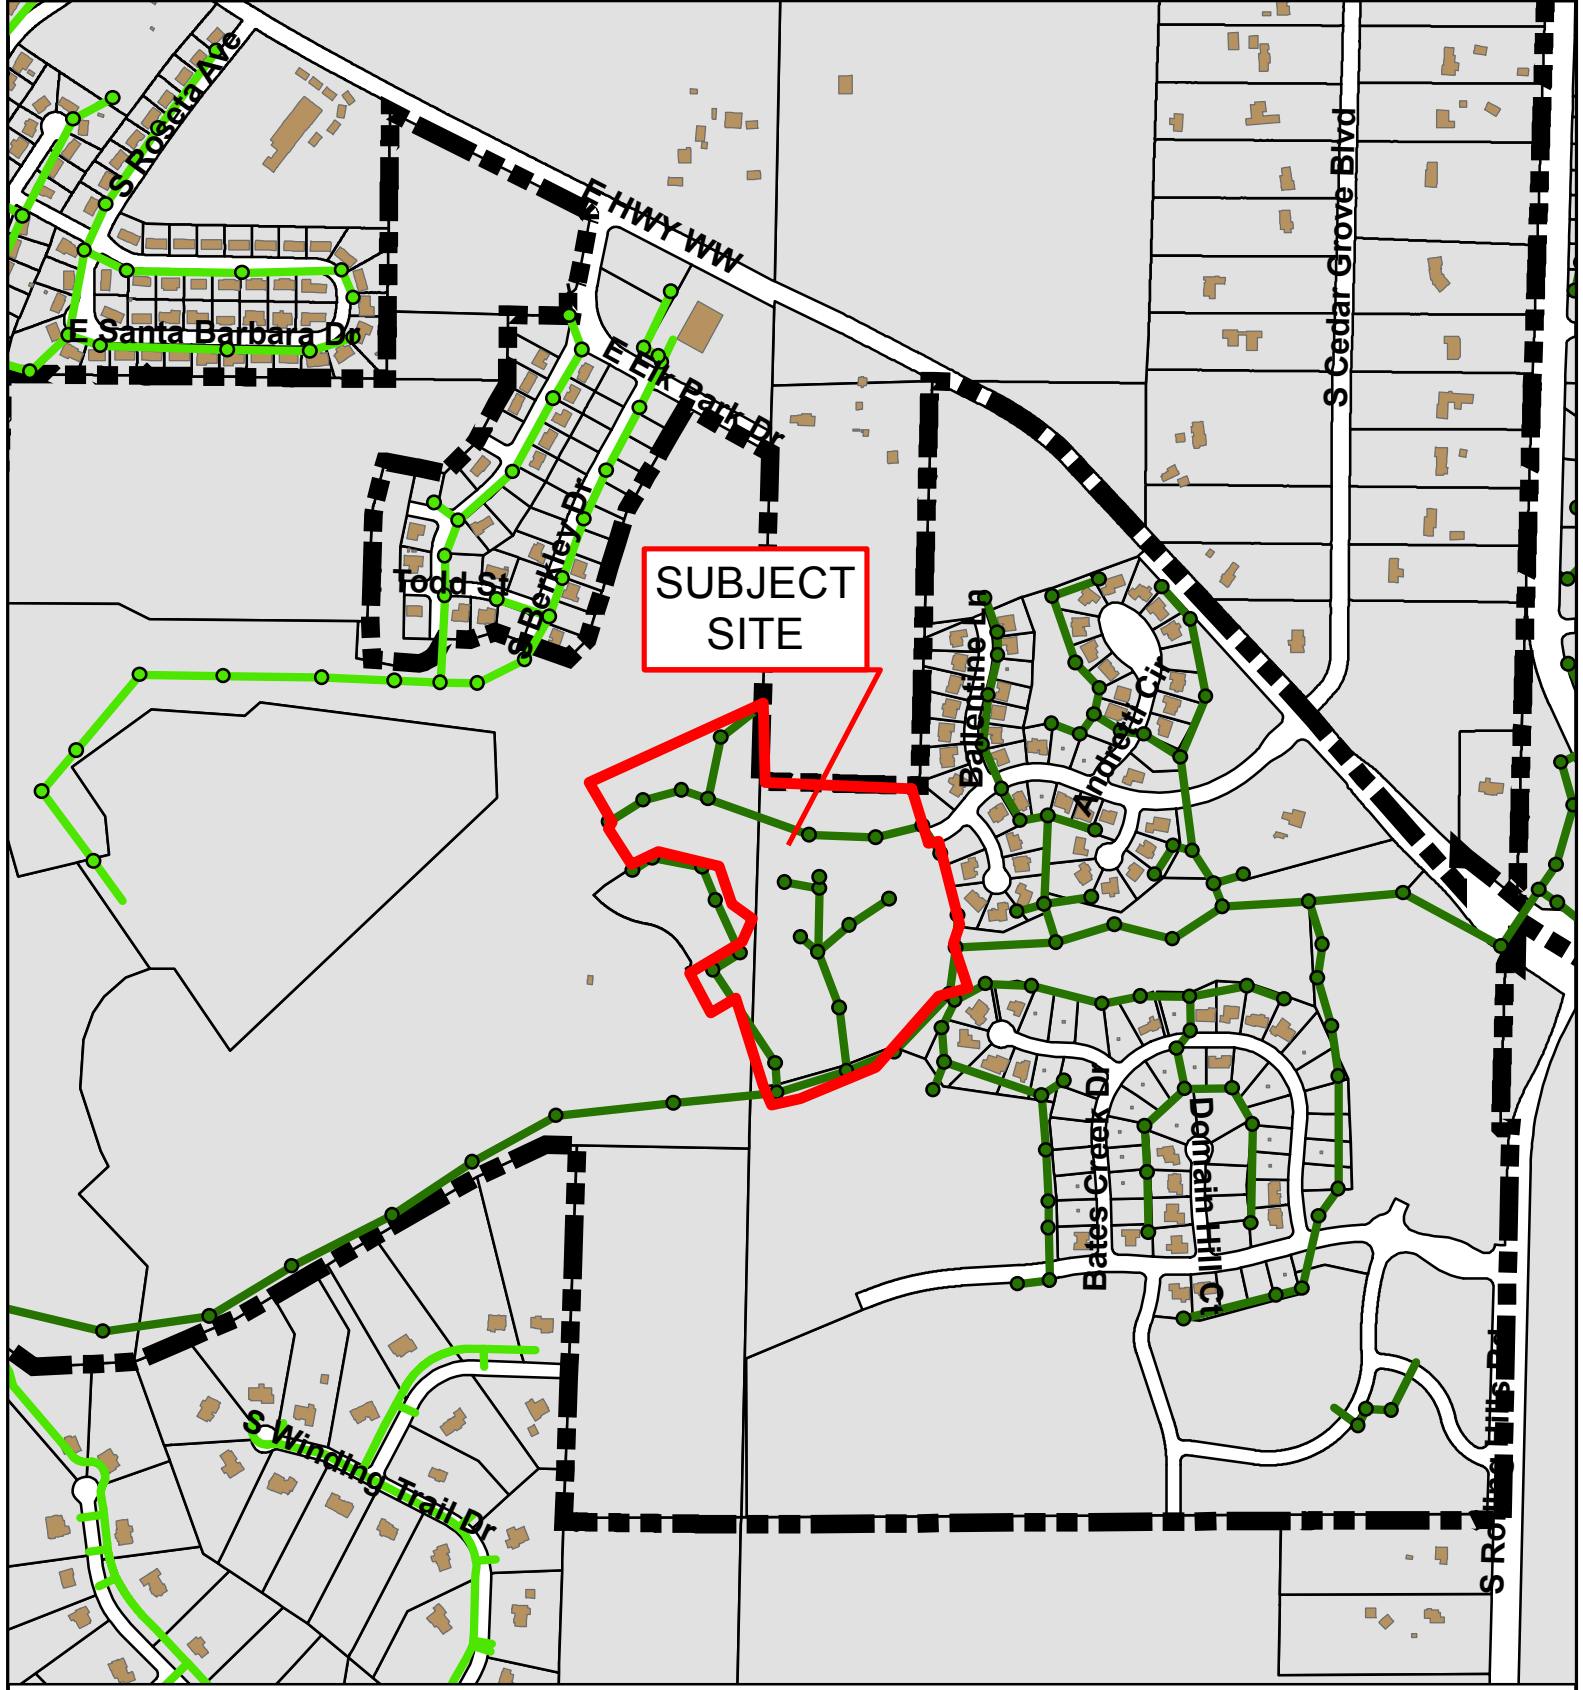 S Roseta Ave
E HWY WW
S Cedar Grove Blvd
E Santa Barbara Dr
E Elk Park Dr
S Berkley Dr
Todd St
SUBJECT
SITE
Ballentine Ln
Andretti Cir
Bates Creek Dr
Domain Hill Ct
S Rolling Hills Rd
S Winding Trail Dr